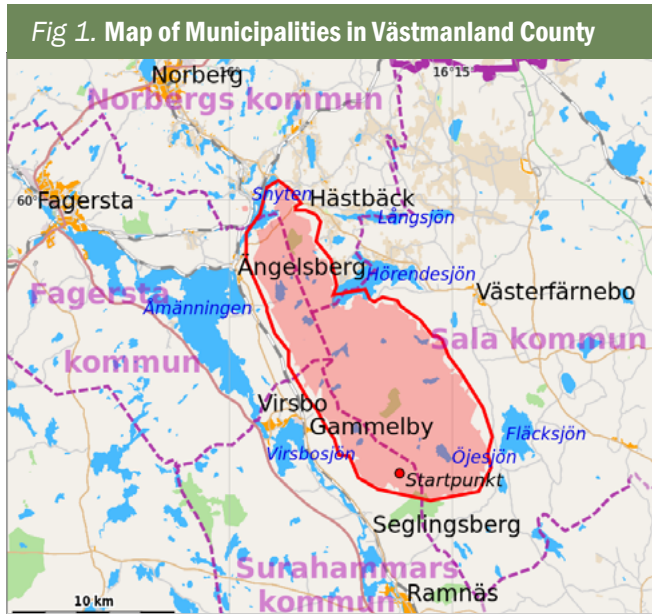 Fig 1. Map of Municipalities in Västmanland County
Norberg
16°15'
Norbergs kommun
60°
Fagersta
Snyten
Hästbäck
Långsjön
Ängelsberg
Hörendesjön
Fagersta
kommun
Åmänningen
Västerfärnebo
Sala kommun
Virsbo
Gammelby
Virsbosjön
Fläcksjön
Öjesjön
Startpunkt
Seglingsberg
Surahammars
kommun
Ramnäs
10 km